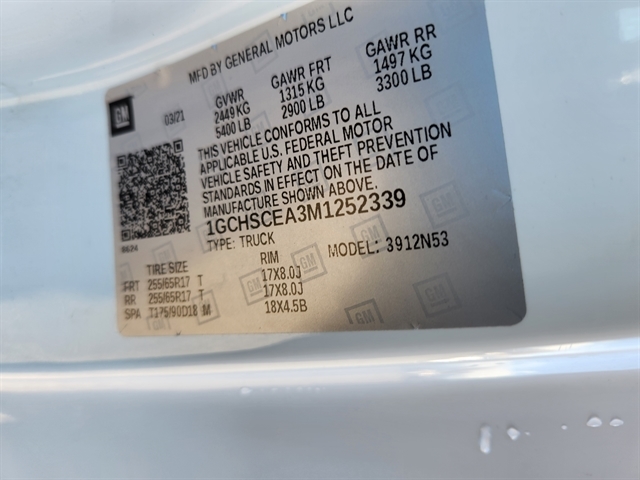 MFD BY GENERAL MOTORS LLC
GM
03/21
GVWR GAWR FRT GAWR RR
2449 KG 1315 KG 1497 KG
5400 LB 2900 LB 3300 LB
THIS VEHICLE CONFORMS TO ALL
APPLICABLE U.S. FEDERAL MOTOR
VEHICLE SAFETY AND THEFT PREVENTION
STANDARDS IN EFFECT ON THE DATE OF
MANUFACTURE SHOWN ABOVE.
1GCHSCEA3M1252339
TYPE: TRUCK MODEL: 3912N53
TIRE SIZE RIM
FRT 255/65R17 T 17X8.0J
RR 255/65R17 T 17X8.0J
SPA T175/90D18 M 18X4.5B